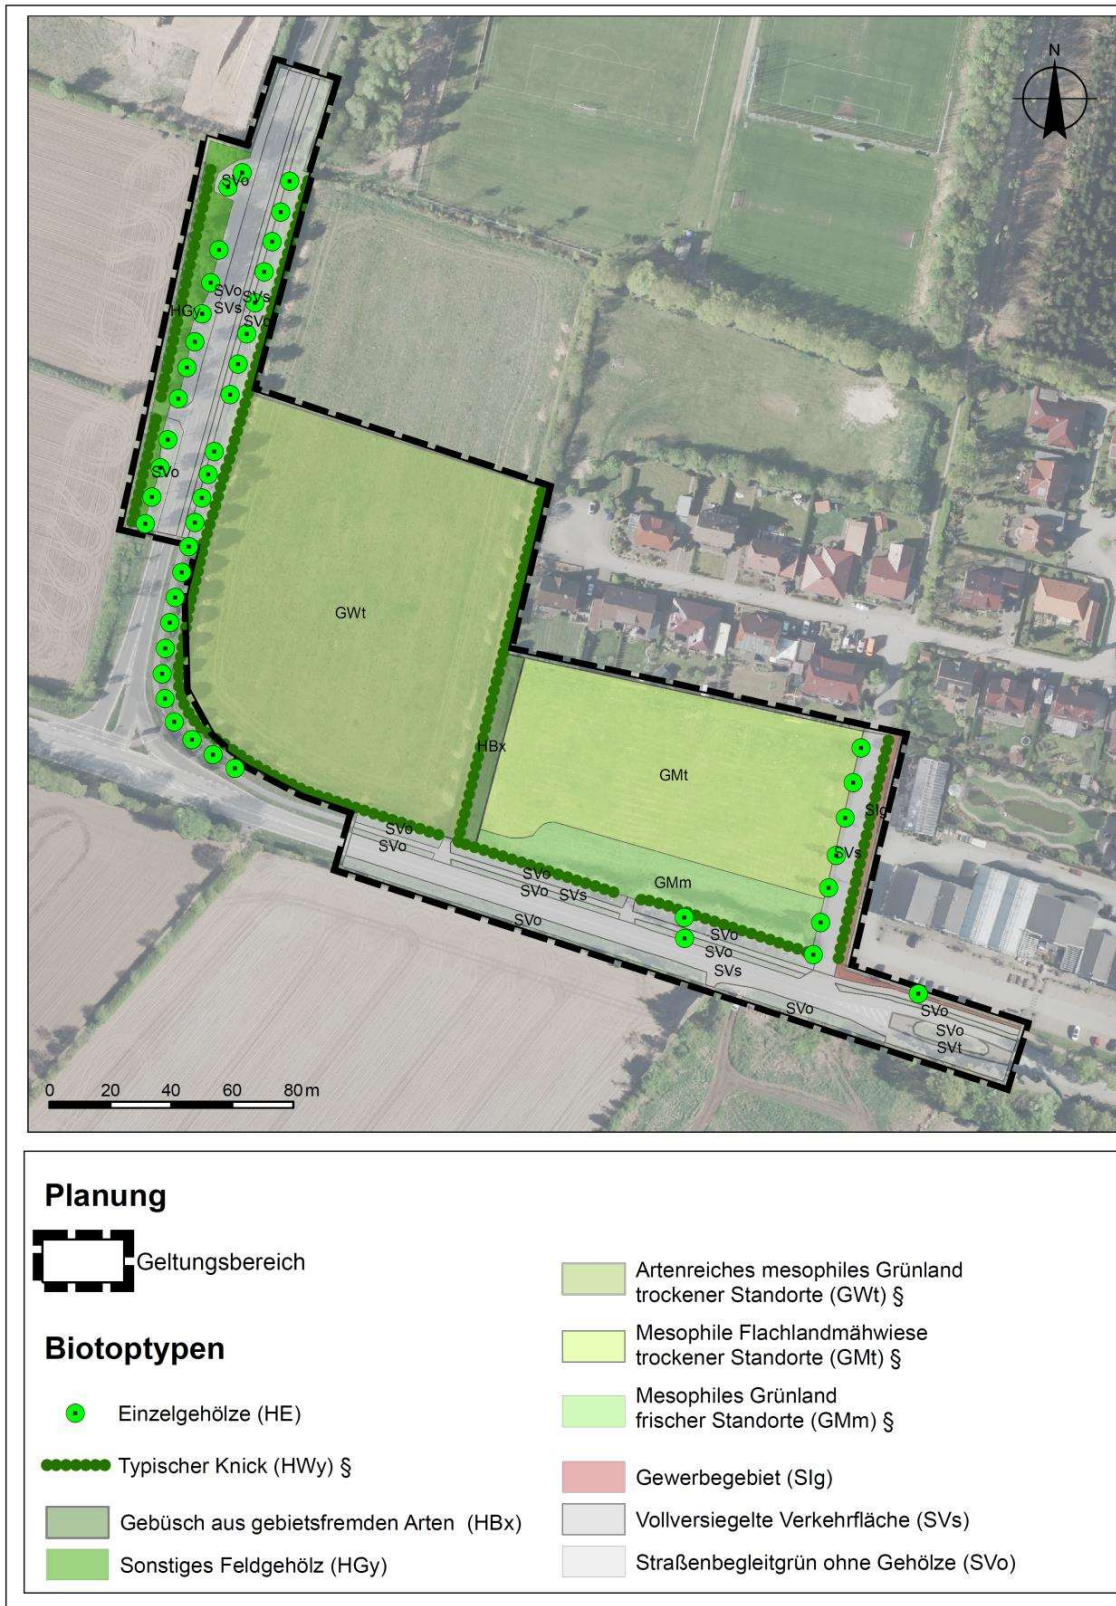 N
SVo
SVo
SVs
SVs
SVo
HGy
SVo
GWt
HBx
GMt
SIg
SVs
GMm
SVo
SVo
SVo
SVo
SVs
SVo
SVo
SVo
SVs
SVo
SVo
SVo
SVt
0 20 40 60 80 m
Planung
Geltungsbereich
Biotoptypen
Einzelgehölze (HE)
Typischer Knick (HWy) §
Gebüsch aus gebietsfremden Arten (HBx)
Sonstiges Feldgehölz (HGy)
Artenreiches mesophiles Grünland
trockener Standorte (GWt) §
Mesophile Flachlandmähwiese
trockener Standorte (GMt) §
Mesophiles Grünland
frischer Standorte (GMm) §
Gewerbegebiet (SIg)
Vollversiegelte Verkehrfläche (SVs)
Straßenbegleitgrün ohne Gehölze (SVo)